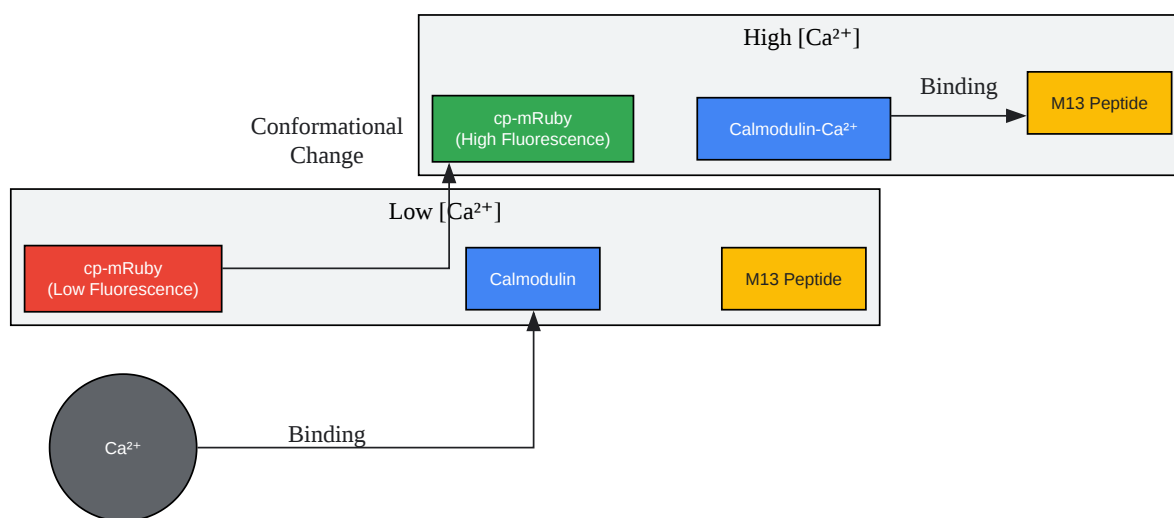 High [Ca²⁺]
Binding
M13 Peptide
cp-mRuby
(High Fluorescence)
Calmodulin-Ca²⁺
Conformational
Change
Low [Ca²⁺]
cp-mRuby
(Low Fluorescence)
Calmodulin
M13 Peptide
Binding
Ca²⁺